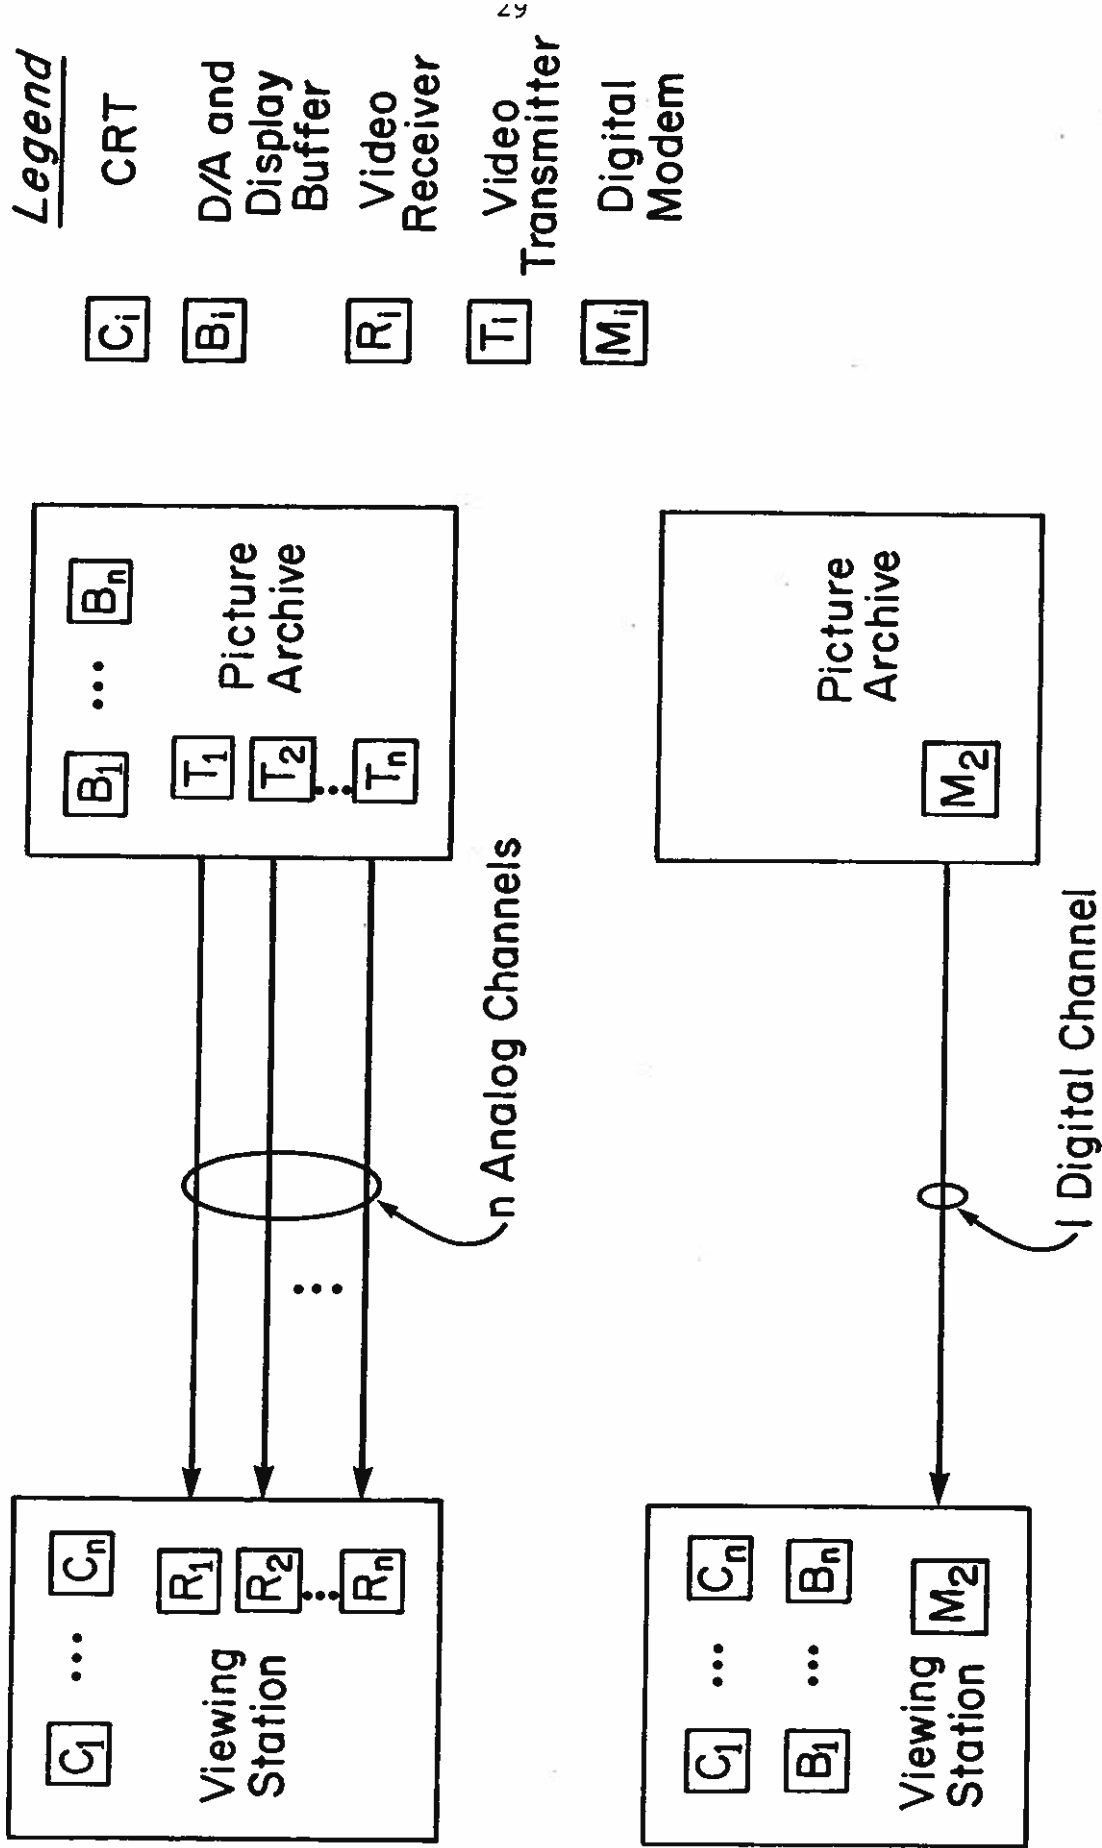 29
Legend
C_i CRT
B_i D/A and
Display
Buffer
R_i Video
Receiver
T_i Video
Transmitter
M_i Digital
Modem
C_1 ... C_n
R_1
R_2
...
R_n
Viewing
Station
...
n Analog Channels
B_1 ... B_n
T_1
T_2
...
T_n
Picture
Archive
C_1 ... C_n
B_1 ... B_n
M_2
Viewing
Station
1 Digital Channel
M_2
Picture
Archive